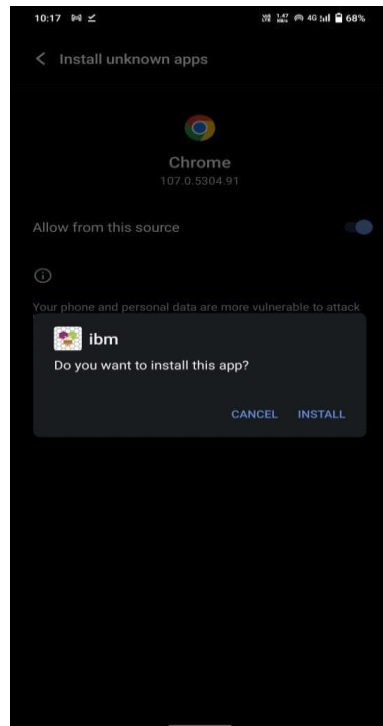 10:17 4G 68%
Install unknown apps
Chrome
107.0.5304.91
Allow from this source
Your phone and personal data are more vulnerable to attack
ibm
Do you want to install this app?
CANCEL INSTALL